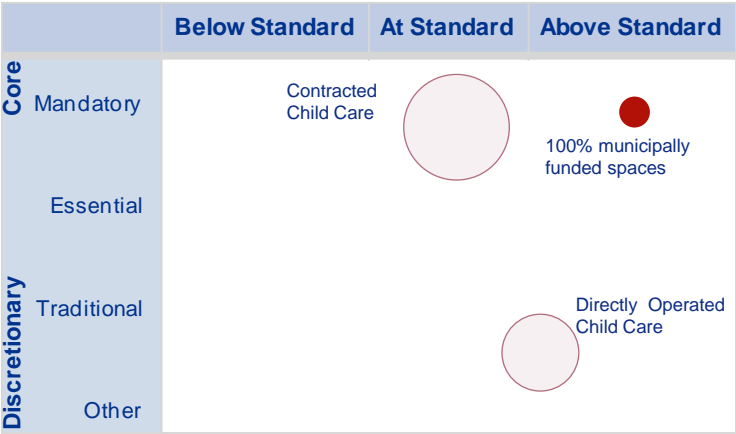 Below Standard At Standard Above Standard
Core
Mandatory
Contracted
Child Care
100% municipally
funded spaces
Essential
Discretionary
Traditional
Directly Operated
Child Care
Other